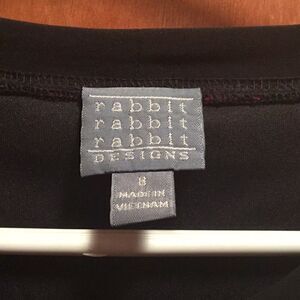 rabbit
rabbit
rabbit
DESIGNS
8
MADE IN
VIETNAM